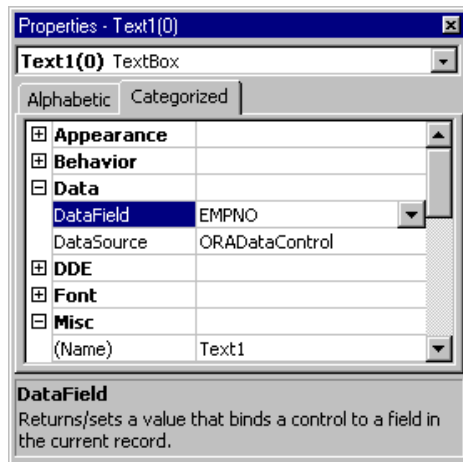 Properties - Text1(0)
Text1(0) TextBox
Alphabetic Categorized
Appearance
Behavior
Data
DataField EMPNO
DataSource ORADataControl
DDE
Font
Misc
(Name) Text1
DataField
Returns/sets a value that binds a control to a field in
the current record.